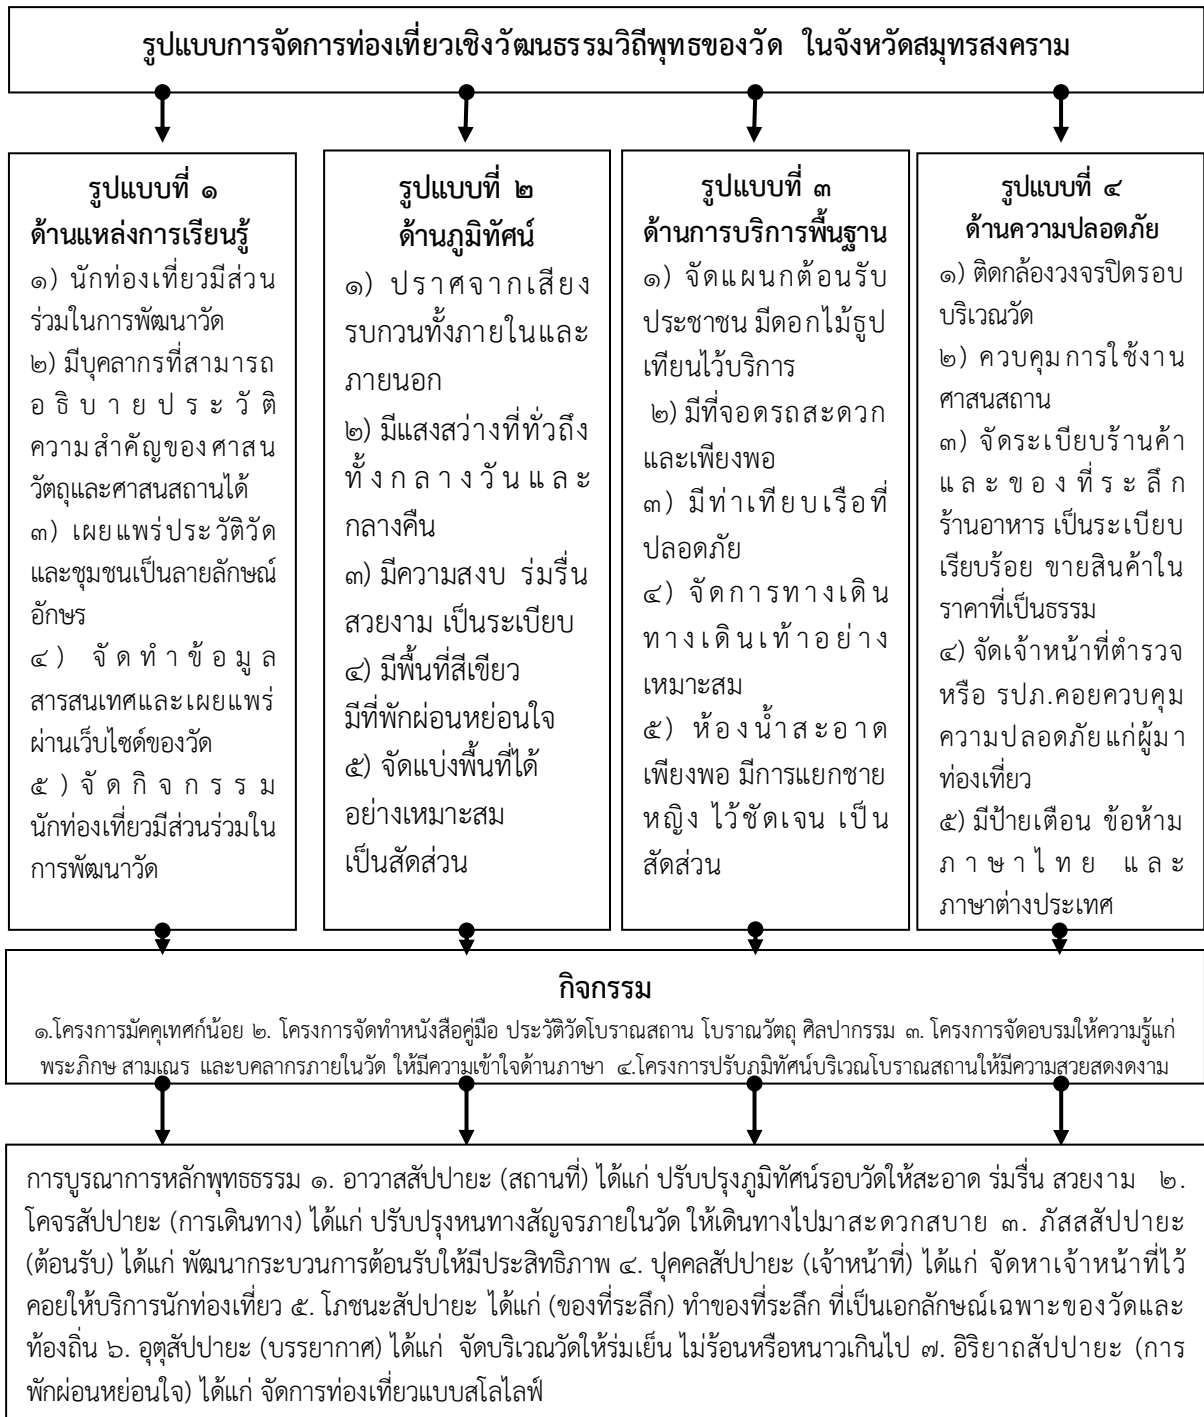 รูปแบบการจัดการท่องเที่ยวเชิงวัฒนธรรมวิถีพุทธของวัด ในจังหวัดสมุทรสงคราม
รูปแบบที่ ๑
ด้านแหล่งการเรียนรู้
๑) นักท่องเที่ยวมีส่วน
ร่วมในการพัฒนาวัด
๒) มีบุคลากรที่สามารถ
อธิบายประวัติ
ความสำคัญของศาสน
วัตถุและศาสนสถานได้
๓) เผยแพร่ประวัติวัด
และชุมชนเป็นลายลักษณ์
อักษร
๔) จัดทำข้อมูล
สารสนเทศและเผยแพร่
ผ่านเว็บไซด์ของวัด
๕) จัดกิจกรรม
นักท่องเที่ยวมีส่วนร่วมใน
การพัฒนาวัด
รูปแบบที่ ๒
ด้านภูมิทัศน์
๑) ปราศจากเสียง
รบกวนทั้งภายในและ
ภายนอก
๒) มีแสงสว่างที่ทั่วถึง
ทั้งกลางวันและ
กลางคืน
๓) มีความสงบ ร่มรื่น
สวยงาม เป็นระเบียบ
๔) มีพื้นที่สีเขียว
มีที่พักผ่อนหย่อนใจ
๕) จัดแบ่งพื้นที่ได้
อย่างเหมาะสม
เป็นสัดส่วน
รูปแบบที่ ๓
ด้านการบริการพื้นฐาน
๑) จัดแผนกต้อนรับ
ประชาชน มีดอกไม้ธูป
เทียนไว้บริการ
๒) มีที่จอดรถสะดวก
และเพียงพอ
๓) มีท่าเทียบเรือที่
ปลอดภัย
๔) จัดการทางเดิน
ทางเดินเท้าอย่าง
เหมาะสม
๕) ห้องน้ำสะอาด
เพียงพอ มีการแยกชาย
หญิง ไว้ชัดเจน เป็น
สัดส่วน
รูปแบบที่ ๔
ด้านความปลอดภัย
๑) ติดกล้องวงจรปิดรอบ
บริเวณวัด
๒) ควบคุมการใช้งาน
ศาสนสถาน
๓) จัดระเบียบร้านค้า
และของที่ระลึก
ร้านอาหาร เป็นระเบียบ
เรียบร้อย ขายสินค้าใน
ราคาที่เป็นธรรม
๔) จัดเจ้าหน้าที่ตำรวจ
หรือ รปภ.คอยควบคุม
ความปลอดภัยแก่ผู้มา
ท่องเที่ยว
๕) มีป้ายเตือน ข้อห้าม
ภาษาไทย และ
ภาษาต่างประเทศ
กิจกรรม
๑.โครงการมัคคุเทศก์น้อย ๒. โครงการจัดทำหนังสือคู่มือ ประวัติวัดโบราณสถาน โบราณวัตถุ ศิลปากรรม ๓. โครงการจัดอบรมให้ความรู้แก่
พระภิกษุ สามเณร และบุคลากรภายในวัด ให้มีความเข้าใจด้านภาษา ๔.โครงการปรับภูมิทัศน์บริเวณโบราณสถานให้มีความสวยสดงดงาม
การบูรณาการหลักพุทธธรรม ๑. อาวาสสัปปายะ (สถานที่) ได้แก่ ปรับปรุงภูมิทัศน์รอบวัดให้สะอาด ร่มรื่น สวยงาม ๒.
โคจรสัปปายะ (การเดินทาง) ได้แก่ ปรับปรุงหนทางสัญจรภายในวัด ให้เดินทางไปมาสะดวกสบาย ๓. ภัสสสัปปายะ
(ต้อนรับ) ได้แก่ พัฒนากระบวนการต้อนรับให้มีประสิทธิภาพ ๔. ปุคคลสัปปายะ (เจ้าหน้าที่) ได้แก่ จัดหาเจ้าหน้าที่ไว้
คอยให้บริการนักท่องเที่ยว ๕. โภชนะสัปปายะ ได้แก่ (ของที่ระลึก) ทำของที่ระลึก ที่เป็นเอกลักษณ์เฉพาะของวัดและ
ท้องถิ่น ๖. อุตุสัปปายะ (บรรยากาศ) ได้แก่ จัดบริเวณวัดให้ร่มเย็น ไม่ร้อนหรือหนาวเกินไป ๗. อิริยาถสัปปายะ (การ
พักผ่อนหย่อนใจ) ได้แก่ จัดการท่องเที่ยวแบบสโลไลฟ์